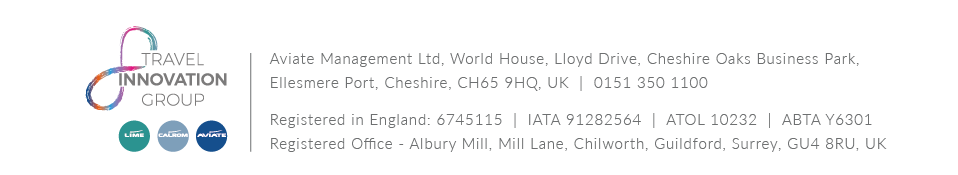 TRAVEL
INNOVATION
GROUP
LIME
CALROM
AVIATE
Aviate Management Ltd, World House, Lloyd Drive, Cheshire Oaks Business Park,
Ellesmere Port, Cheshire, CH65 9HQ, UK | 0151 350 1100
Registered in England: 6745115 | IATA 91282564 | ATOL 10232 | ABTA Y6301
Registered Office - Albury Mill, Mill Lane, Chilworth, Guildford, Surrey, GU4 8RU, UK